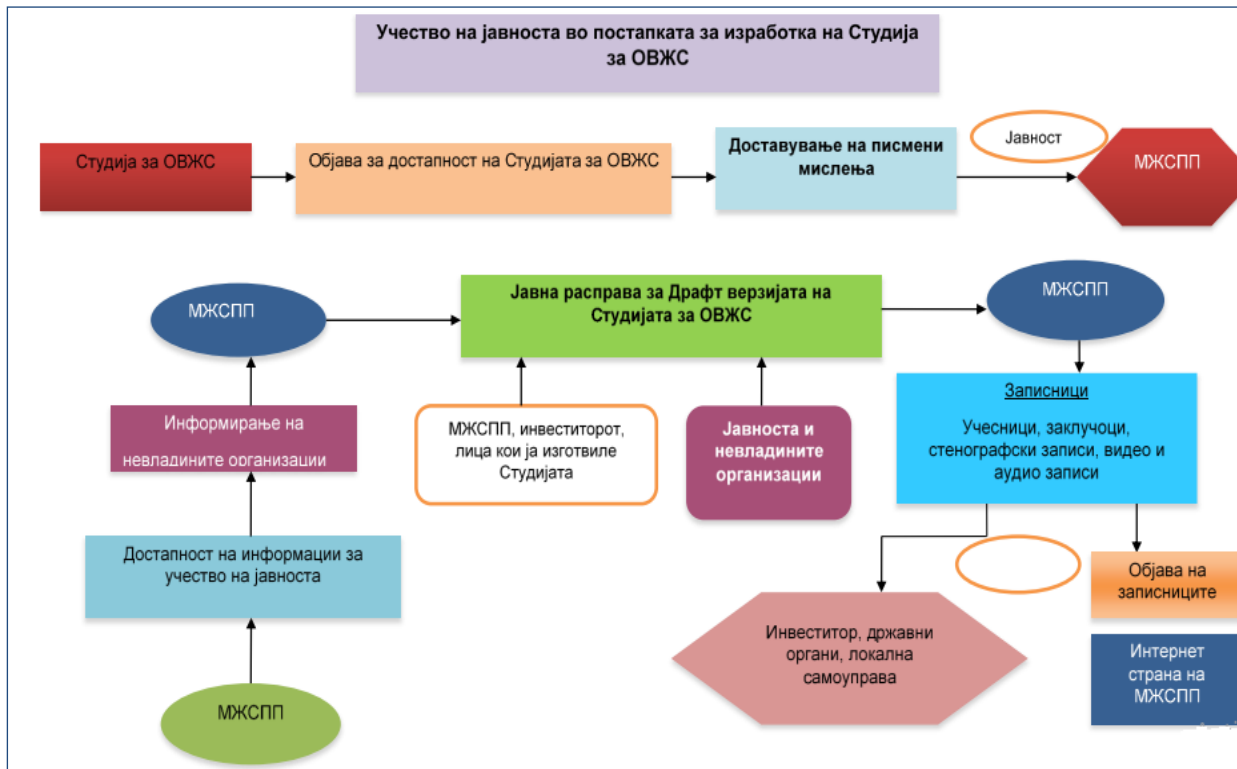 Учество на јавноста во постапката за изработка на Студија
за ОВЖС
Студија за ОВЖС
Објава за достапност на Студијата за ОВЖС
Доставување на писмени
мислења
Јавност
МЖСПП
МЖСПП
Јавна расправа за Драфт верзијата на
Студијата за ОВЖС
МЖСПП
Информирање на
невладините организации
МЖСПП, инвеститорот,
лица кои ја изготвиле
Студијата
Јавноста и
невладините
организации
Записници
Учесници, заклучоци,
стенографски записи, видео и
аудио записи
Достапност на информации за
учество на јавноста
Објава на
записниците
Инвеститор, државни
органи, локална
самоуправа
Интернет
страна на
МЖСПП
МЖСПП